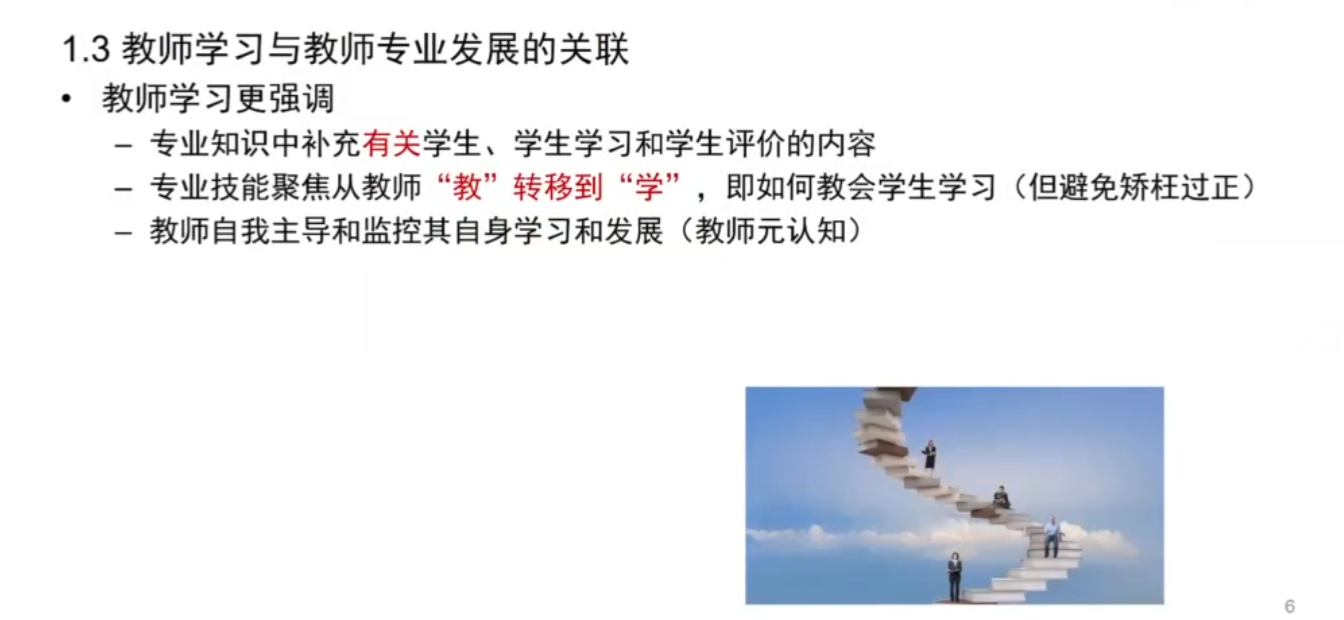 1.3 教师学习与教师专业发展的关联
• 教师学习更强调
– 专业知识中补充有关学生、学生学习和学生评价的内容
– 专业技能聚焦从教师“教”转移到“学”，即如何教会学生学习（但避免矫枉过正）
– 教师自我主导和监控其自身学习和发展（教师元认知）
6